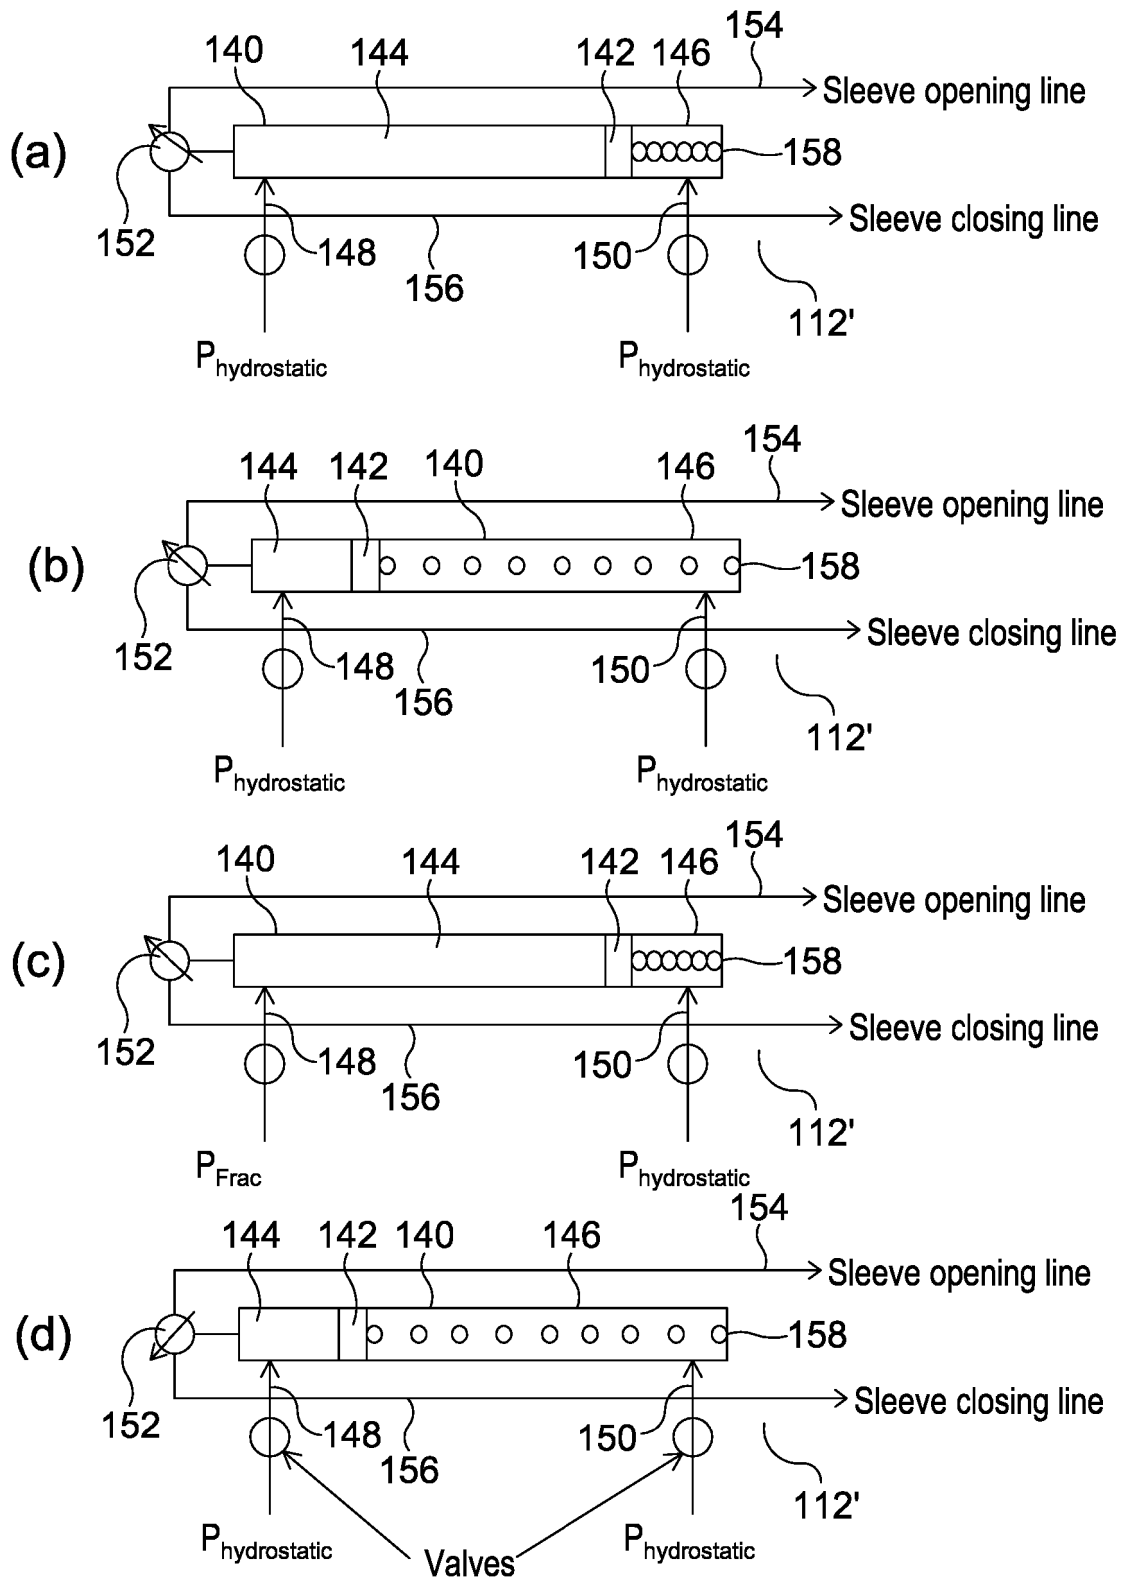 154
140 144 142 146
Sleeve opening line
(a)
158
152
Sleeve closing line
148 150
156
112'
Phydrostatic Phydrostatic
154
144 142 140 146
Sleeve opening line
(b)
158
152
Sleeve closing line
148 150
156
112'
Phydrostatic Phydrostatic
154
140 144 142 146
Sleeve opening line
(c)
158
152
Sleeve closing line
148 150
156
112'
PFrac Phydrostatic
154
144 142 140 146
Sleeve opening line
(d)
158
152
Sleeve closing line
148 150
156
112'
Phydrostatic Phydrostatic
Valves